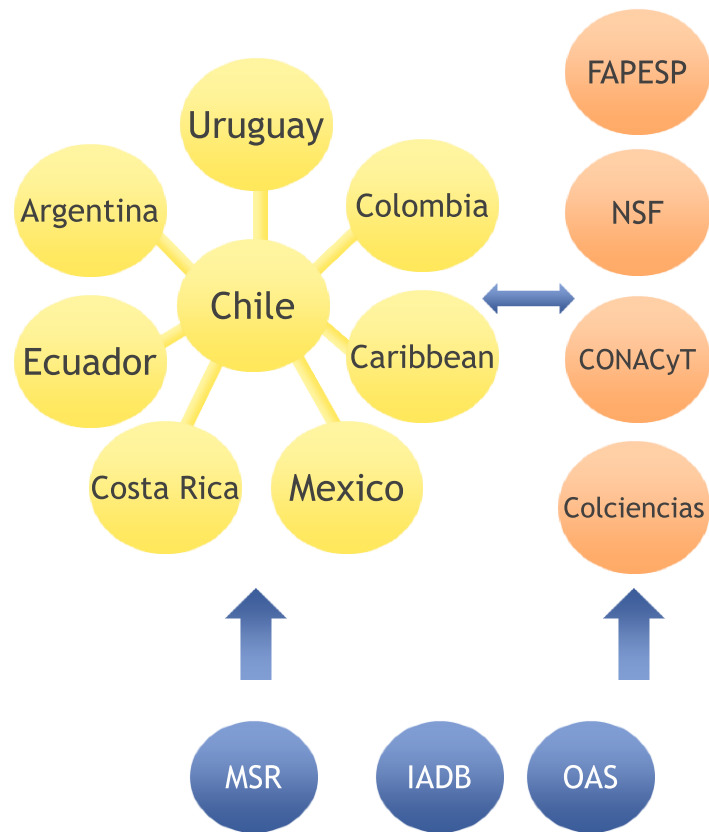 FAPESP
Uruguay
Argentina
Colombia
NSF
Chile
Ecuador
Caribbean
CONACyT
Costa Rica
Mexico
Colciencias
MSR
IADB
OAS